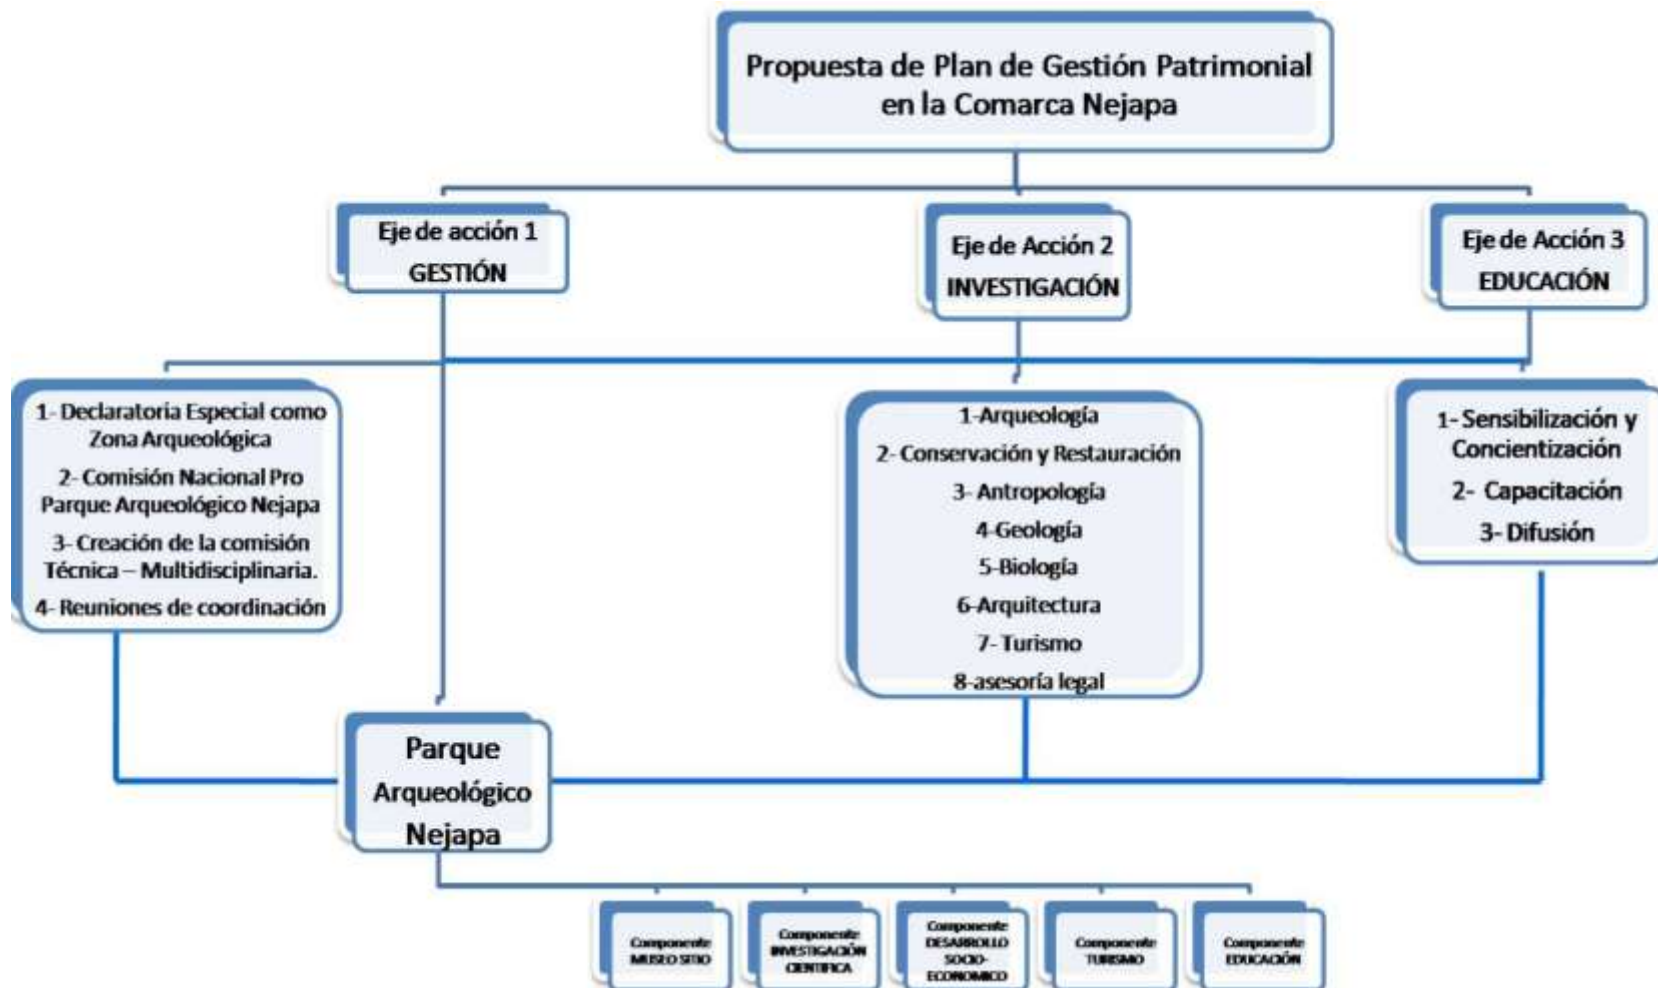 Propuesta de Plan de Gestión Patrimonial
en la Comarca Nejapa
Eje de acción 1
GESTIÓN
Eje de Acción 2
INVESTIGACIÓN
Eje de Acción 3
EDUCACIÓN
1- Declaratoria Especial como
Zona Arqueológica
2- Comisión Nacional Pro
Parque Arqueológico Nejapa
3- Creación de la comisión
Técnica – Multidisciplinaria.
4- Reuniones de coordinación
1-Arqueología
2- Conservación y Restauración
3- Antropología
4-Geología
5-Biología
6-Arquitectura
7- Turismo
8-asesoría legal
1- Sensibilización y
Concientización
2- Capacitación
3- Difusión
Parque
Arqueológico
Nejapa
Componente
MUSEO SITIO
Componente
INVESTIGACIÓN
CIENTIFICA
Componente
DESARROLLO
SOCIO-
ECONOMICO
Componente
TURISMO
Componente
EDUCACIÓN